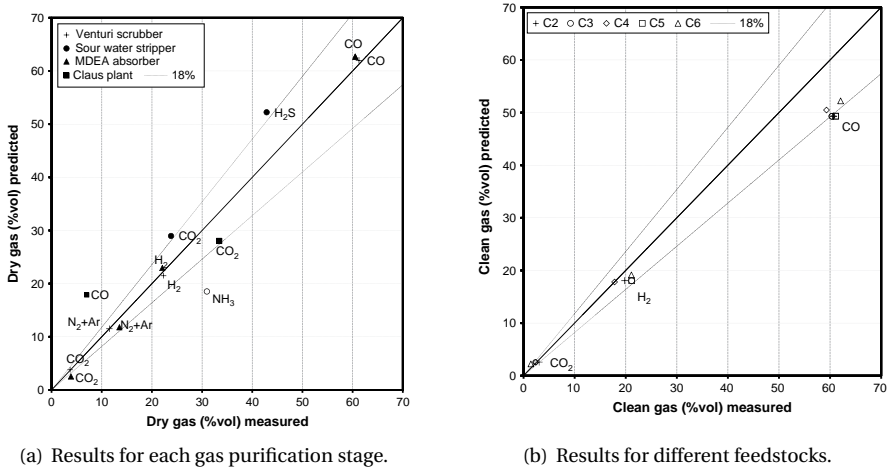 Dry gas (%vol) predicted
70
60
50
40
30
20
10
0
+ Venturi scrubber
● Sour water stripper
▲ MDEA absorber
■ Claus plant 18%
CO
CO
H₂S
CO₂
CO₂
H₂
H₂
NH₃
CO
N₂+Ar
N₂+Ar
CO₂
CO₂
0 10 20 30 40 50 60 70
Dry gas (%vol) measured
(a) Results for each gas purification stage.
Clean gas (%vol) predicted
70
60
50
40
30
20
10
0
+ C2 ○ C3 ◇ C4 □ C5 △ C6 18%
CO
H₂
CO₂
0 10 20 30 40 50 60 70
Clean gas (%vol) measured
(b) Results for different feedstocks.